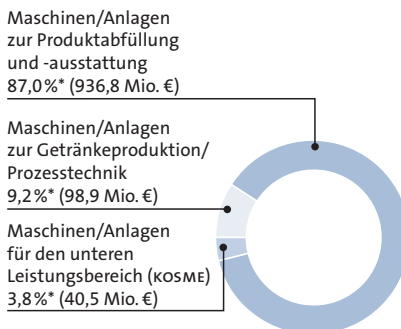 Maschinen/Anlagen
zur Produktabfüllung
und -ausstattung
87,0%* (936,8 Mio. €)
Maschinen/Anlagen
zur Getränkeproduktion/
Prozesstechnik
9,2%* (98,9 Mio. €)
Maschinen/Anlagen
für den unteren
Leistungsbereich (KOSME)
3,8%* (40,5 Mio. €)